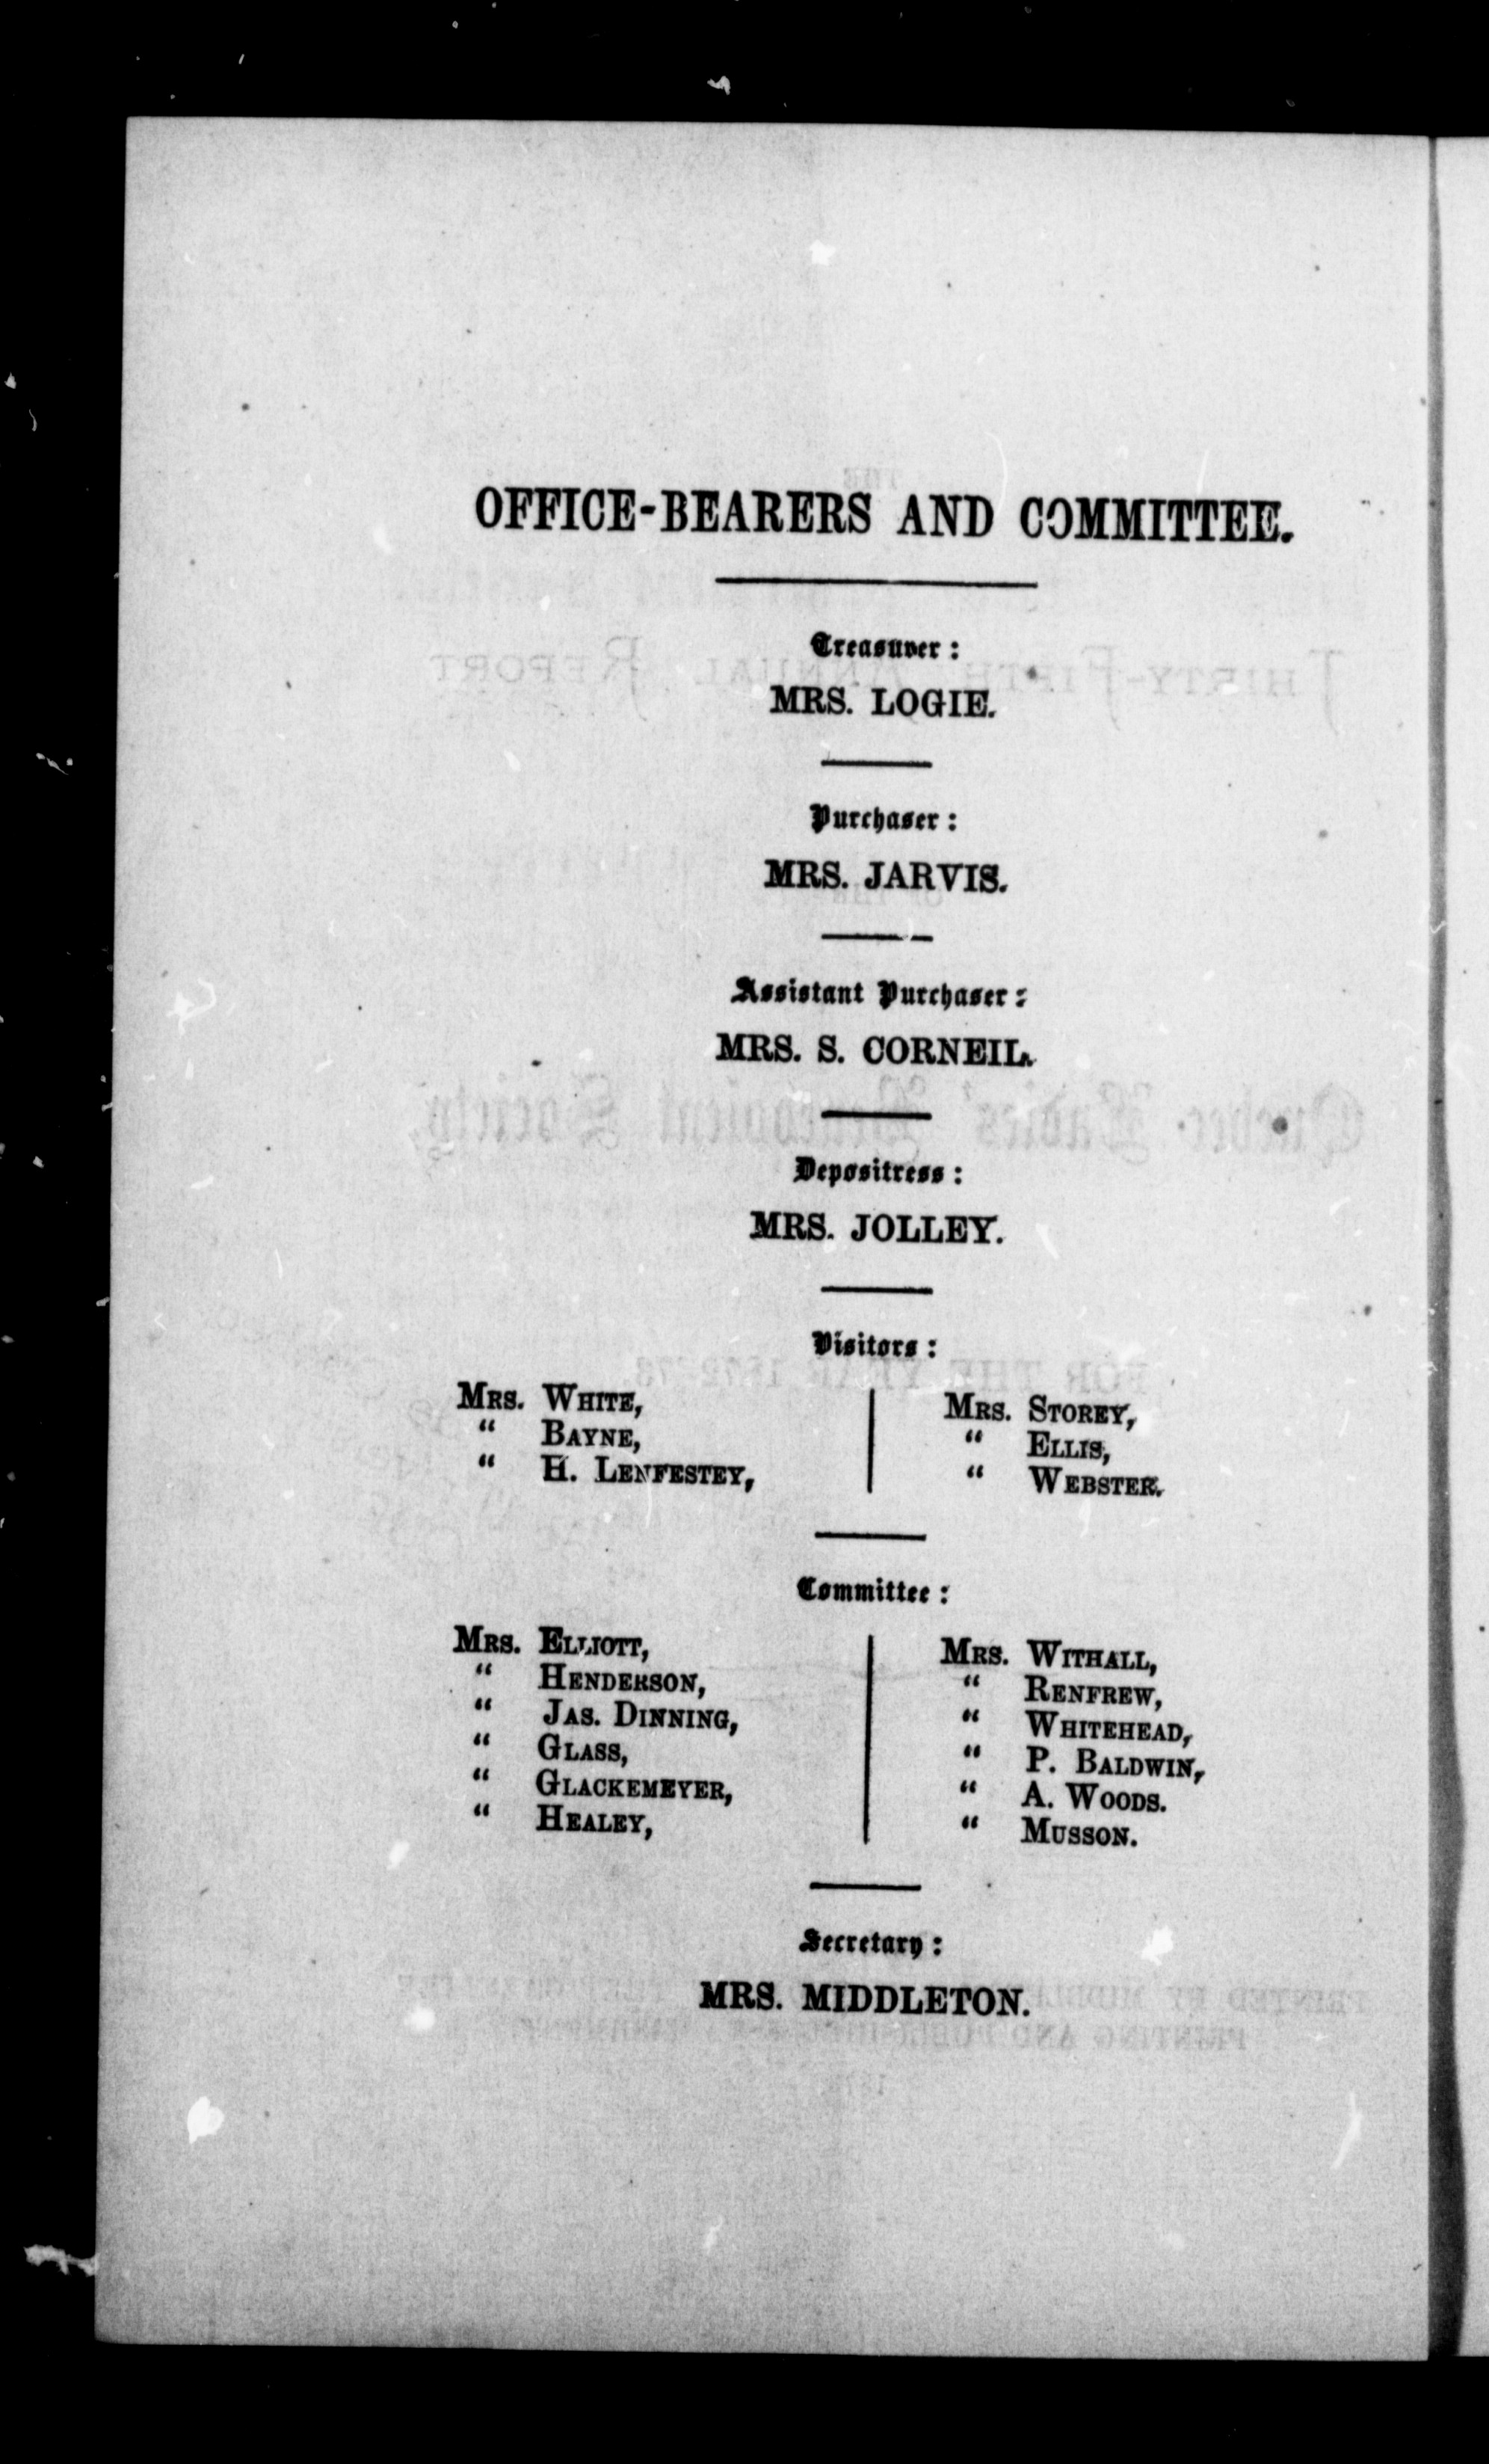 OFFICE-BEARERS AND COMMITTEE.
Treasurer:
MRS. LOGIE.
Purchaser:
MRS. JARVIS.
Assistant Purchaser:
MRS. S. CORNEIL.
Depositress:
MRS. JOLLEY.
Visitors:
MRS. WHITE,
“ BAYNE,
“ H. LENFESTEY,
MRS. STOREY,
“ ELLIS,
“ WEBSTER.
Committee:
MRS. ELLIOTT,
“ HENDERSON,
“ JAS. DINNING,
“ GLASS,
“ GLACKEMEYER,
“ HEALEY,
MRS. WITHALL,
“ RENFREW,
“ WHITEHEAD,
“ P. BALDWIN,
“ A. WOODS.
“ MUSSON.
Secretary:
MRS. MIDDLETON.